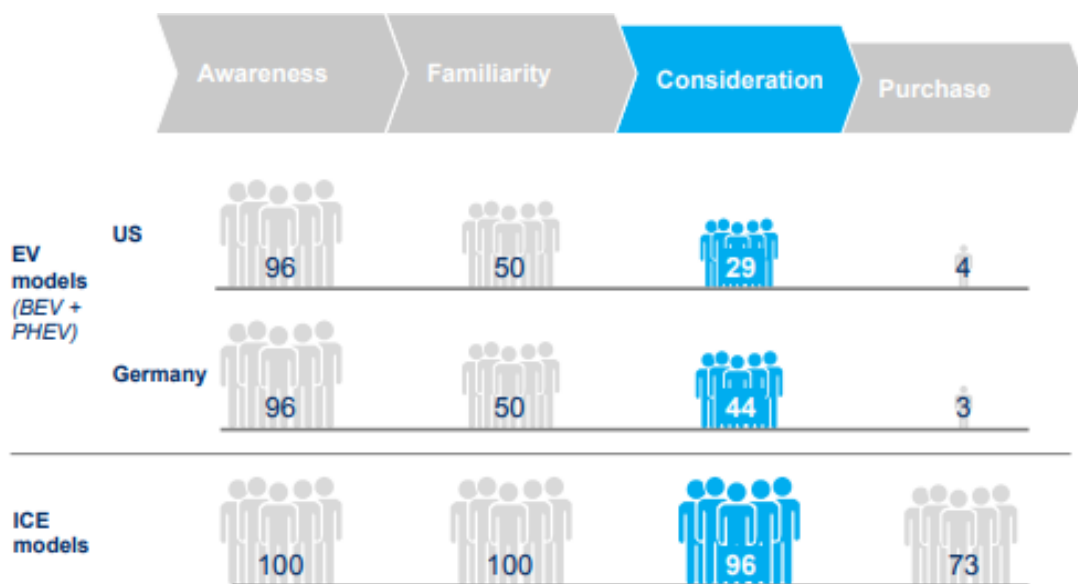 Awareness
Familiarity
Consideration
Purchase
EV
models
(BEV +
PHEV)
US
96
50
29
4
Germany
96
50
44
3
ICE
models
100
100
96
73